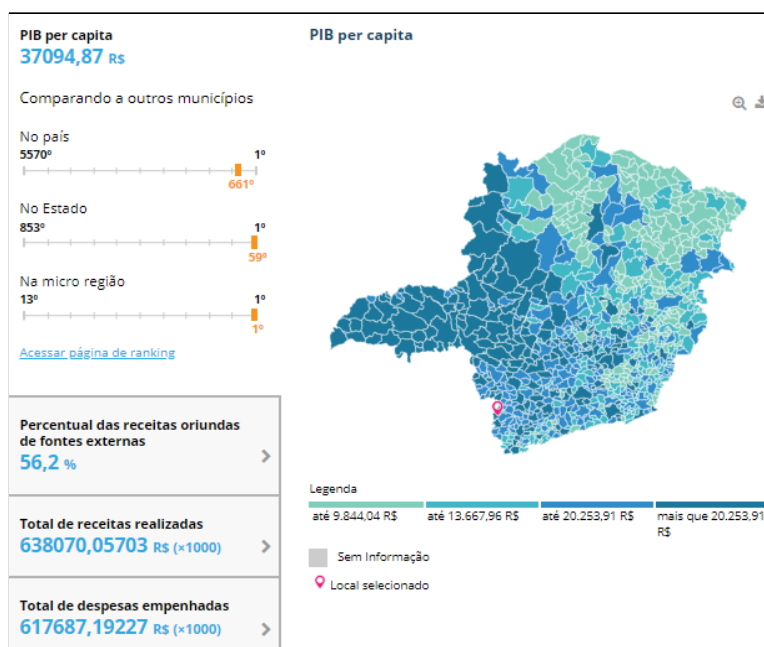 PIB per capita
37094,87 R$
Comparando a outros municípios
No país
5570º 1º
661º
No Estado
853º 1º
59º
Na micro região
13º 1º
1º
Acessar página de ranking
Percentual das receitas oriundas
de fontes externas
56,2 %
Total de receitas realizadas
638070,05703 R$ (×1000)
Total de despesas empenhadas
617687,19227 R$ (×1000)
PIB per capita
Legenda
até 9.844,04 R$ até 13.667,96 R$ até 20.253,91 R$ mais que 20.253,91
R$
Sem Informação
Local selecionado